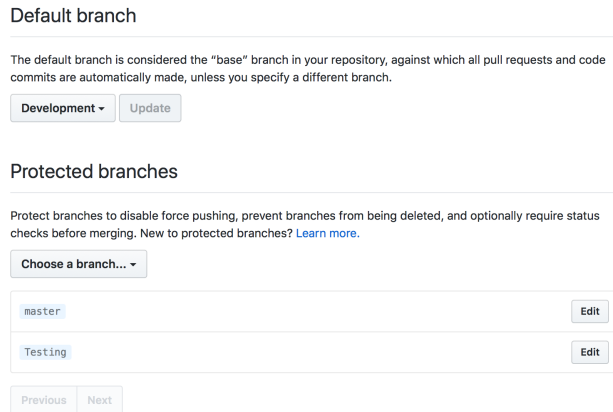 Default branch
The default branch is considered the “base” branch in your repository, against which all pull requests and code
commits are automatically made, unless you specify a different branch.
Development Update
Protected branches
Protect branches to disable force pushing, prevent branches from being deleted, and optionally require status
checks before merging. New to protected branches? Learn more.
Choose a branch...
master Edit
Testing Edit
Previous Next